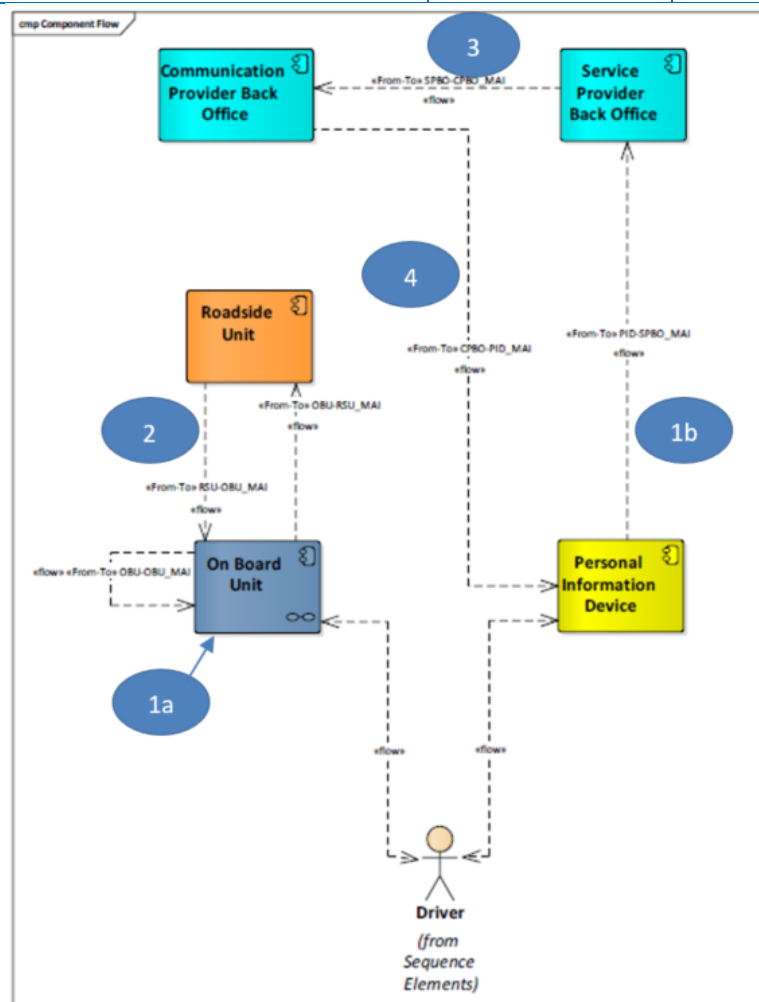 cmp Component Flow
3
Communication
Provider Back
Office
«From-To» SPBO-CPBO_MAI
«flow»
Service
Provider
Back Office
4
Roadside
Unit
«From-To» PID-SPBO_MAI
«flow»
«From-To» CPBO-PID_MAI
«flow»
«From-To» OBU-RSU_MAI
«flow»
2
1b
«From-To» RSU-OBU_MAI
«flow»
«flow» «From-To» OBU-OBU_MAI
On Board
Unit
Personal
Information
Device
1a
«flow»
«flow»
Driver
(from
Sequence
Elements)